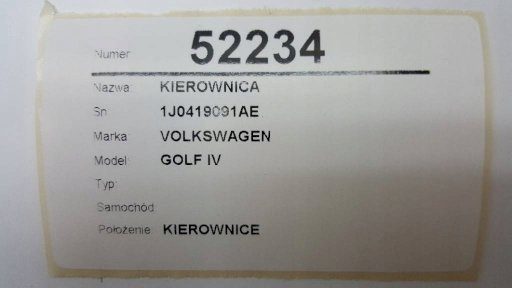 Numer 52234
Nazwa: KIEROWNICA
Sn: 1J0419091AE
Marka: VOLKSWAGEN
Model: GOLF IV
Typ:
Samochód:
Położenie: KIEROWNICE